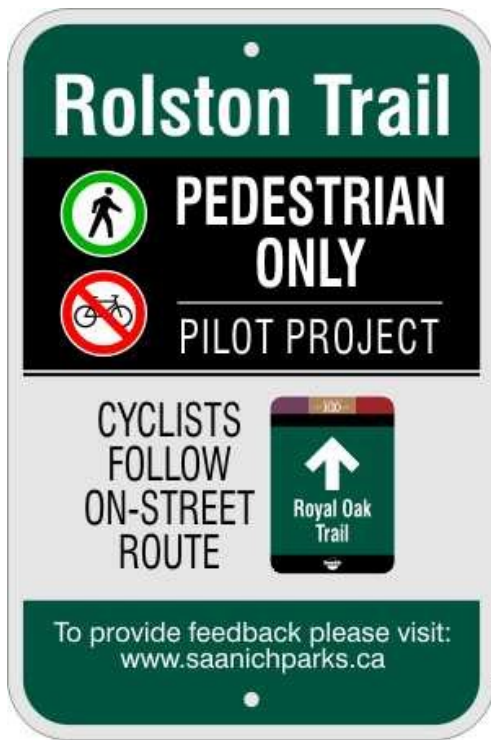 Rolston Trail
PEDESTRIAN
ONLY
PILOT PROJECT
CYCLISTS
FOLLOW
ON-STREET
ROUTE
100
Royal Oak
Trail
To provide feedback please visit:
www.saanichparks.ca